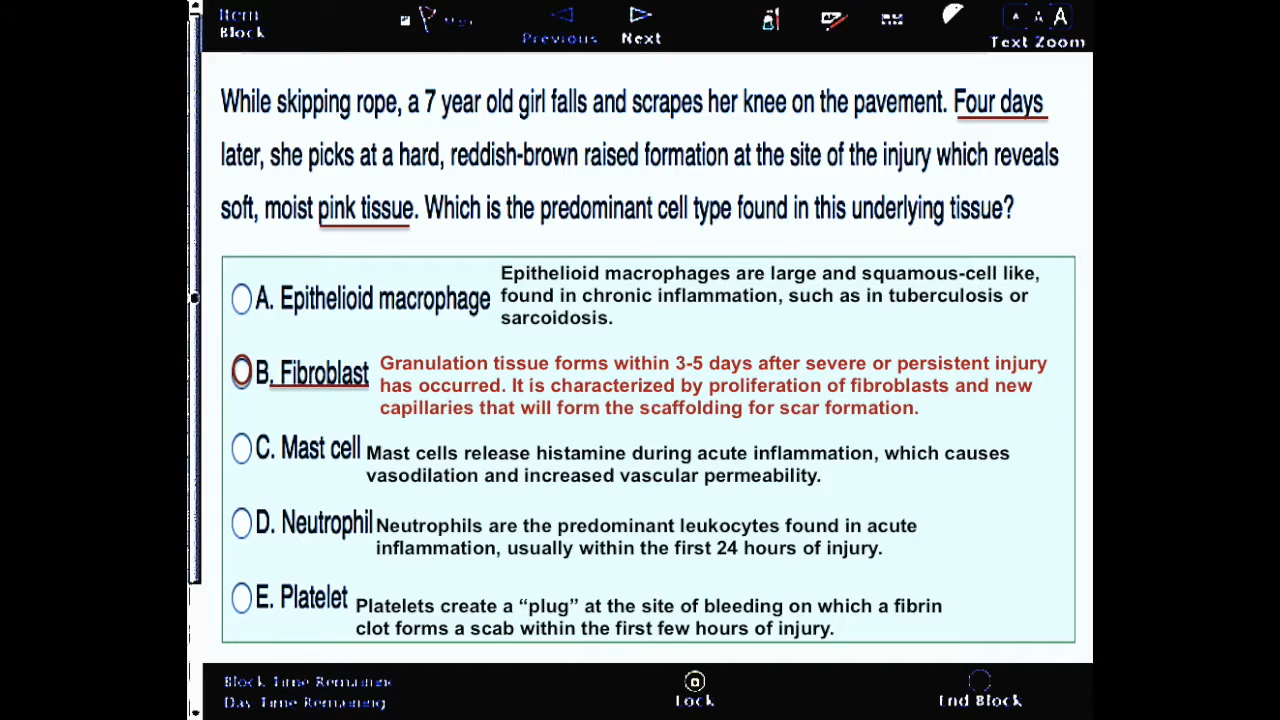 Item
Block
Previous
Next
A A A
Text Zoom
While skipping rope, a 7 year old girl falls and scrapes her knee on the pavement. Four days
later, she picks at a hard, reddish-brown raised formation at the site of the injury which reveals
soft, moist pink tissue. Which is the predominant cell type found in this underlying tissue?
A. Epithelioid macrophage
Epithelioid macrophages are large and squamous-cell like,
found in chronic inflammation, such as in tuberculosis or
sarcoidosis.
B. Fibroblast
Granulation tissue forms within 3-5 days after severe or persistent injury
has occurred. It is characterized by proliferation of fibroblasts and new
capillaries that will form the scaffolding for scar formation.
C. Mast cell
Mast cells release histamine during acute inflammation, which causes
vasodilation and increased vascular permeability.
D. Neutrophil
Neutrophils are the predominant leukocytes found in acute
inflammation, usually within the first 24 hours of injury.
E. Platelet
Platelets create a “plug” at the site of bleeding on which a fibrin
clot forms a scab within the first few hours of injury.
Block Time Remaining
Day Time Remaining
Lock
End Block